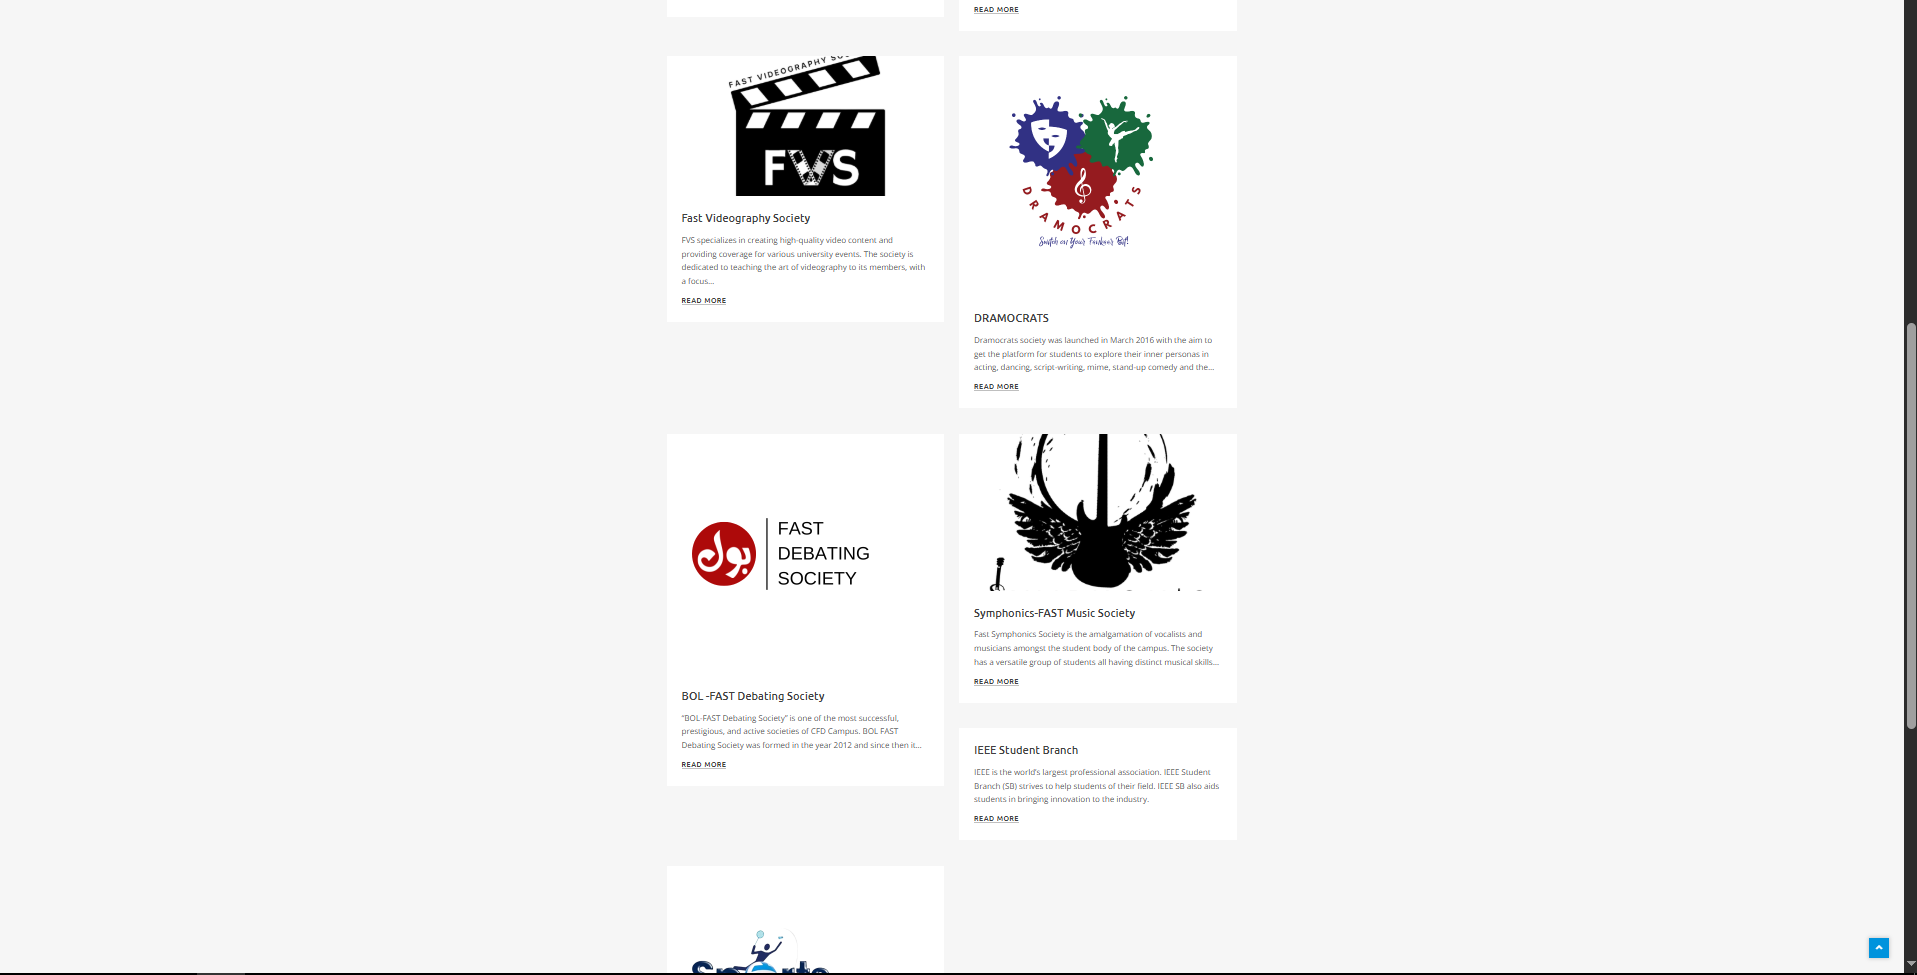 READ MORE
FAST VIDEOGRAPHY
FVS
Fast Videography Society
FVS specializes in creating high-quality video content and
providing coverage for various university events. The society is
dedicated to teaching the art of videography to its members, with
a focus...
READ MORE
DRAMOCRATS
Switch on Your Funkaar Bat!
DRAMOCRATS
Dramocrats society was launched in March 2016 with the aim to
get the platform for students to explore their inner personas in
acting, dancing, script-writing, mime, stand-up comedy and the...
READ MORE
بول
FAST
DEBATING
SOCIETY
BOL -FAST Debating Society
“BOL-FAST Debating Society” is one of the most successful,
prestigious, and active societies of CFD Campus. BOL FAST
Debating Society was formed in the year 2012 and since then it...
READ MORE
Symphonics-FAST Music Society
Fast Symphonics Society is the amalgamation of vocalists and
musicians amongst the student body of the campus. The society
has a versatile group of students all having distinct musical skills...
READ MORE
IEEE Student Branch
IEEE is the world’s largest professional association. IEEE Student
Branch (SB) strives to help students of their field. IEEE SB also aids
students in bringing innovation to the industry.
READ MORE
Sports